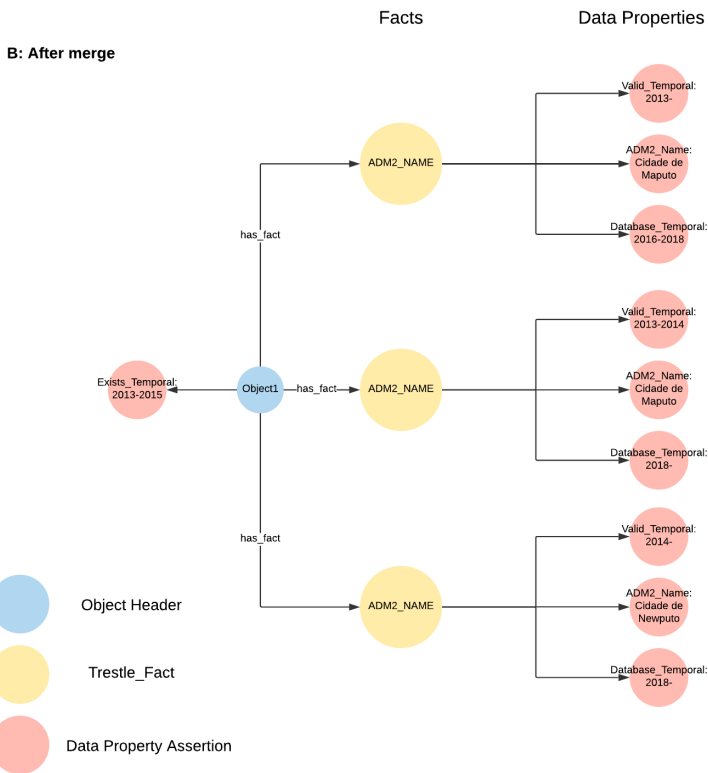 Facts
Data Properties
B: After merge
Valid_Temporal:
2013-
ADM2_NAME
ADM2_Name:
Cidade de
Maputo
Database_Temporal:
2016-2018
has_fact
Valid_Temporal:
2013-2014
Exists_Temporal:
2013-2015
Object1
has_fact
ADM2_NAME
ADM2_Name:
Cidade de
Maputo
Database_Temporal:
2018-
has_fact
Valid_Temporal:
2014-
ADM2_NAME
ADM2_Name:
Cidade de
Newputo
Database_Temporal:
2018-
Object Header
Trestle_Fact
Data Property Assertion